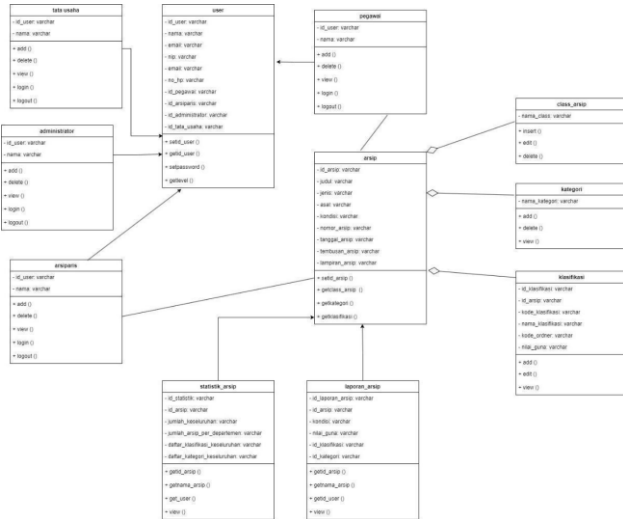 tata usaha
- id_user: varchar
- nama: varchar
+ add ()
+ delete ()
+ view ()
+ login ()
+ logout ()
user
- id_user: varchar
- nama: varchar
- email: varchar
- nip: varchar
- email: varchar
- no_hp: varchar
- id_pegawai: varchar
- id_arsiparis: varchar
- id_administrator: varchar
- id_tata_usaha: varchar
+ setid_user ()
+ getid_user ()
+ setpassword ()
+ getlevel ()
pegawai
- id_user: varchar
- nama: varchar
+ add ()
+ delete ()
+ view ()
+ login ()
+ logout ()
class_arsip
- nama_class: varchar
+ insert ()
+ edit ()
+ delete ()
administrator
- id_user: varchar
- nama: varchar
+ add ()
+ delete ()
+ view ()
+ login ()
+ logout ()
arsip
- id_arsip: varchar
- judul: varchar
- jenis: varchar
- asal: varchar
- kondisi: varchar
- nomor_arsip: varchar
- tanggal_arsip: varchar
- tembusan_arsip: varchar
- lampiran_arsip: varchar
+ setid_arsip ()
+ getclass_arsip ()
+ getkategori ()
+ getklasifikasi ()
kategori
- nama_kategori: varchar
+ add ()
+ delete ()
+ view ()
arsiparis
- id_user: varchar
- nama: varchar
+ add ()
+ delete ()
+ view ()
+ login ()
+ logout ()
klasifikasi
- id_klasifikasi: varchar
- id_arsip: varchar
- kode_klasifikasi: varchar
- nama_klasifikasi: varchar
- kode_ordner: varchar
- nilai_guna: varchar
+ add ()
+ edit ()
+ view ()
statistik_arsip
- id_statistik: varchar
- id_arsip: varchar
- jumlah_keseluruhan: varchar
- jumlah_arsip_per_departemen: varchar
- daftar_klasifikasi_keseluruhan: varchar
- daftar_kategori_keseluruhan: varchar
+ getid_arsip ()
+ getnama_arsip ()
+ get_user ()
+ view ()
laporan_arsip
- id_laporan_arsip: varchar
- id_arsip: varchar
- kondisi: varchar
- nilai_guna: varchar
- id_klasifikasi: varchar
- id_kategori: varchar
+ getid_arsip ()
+ getnama_arsip ()
+ getid_user ()
+ view ()